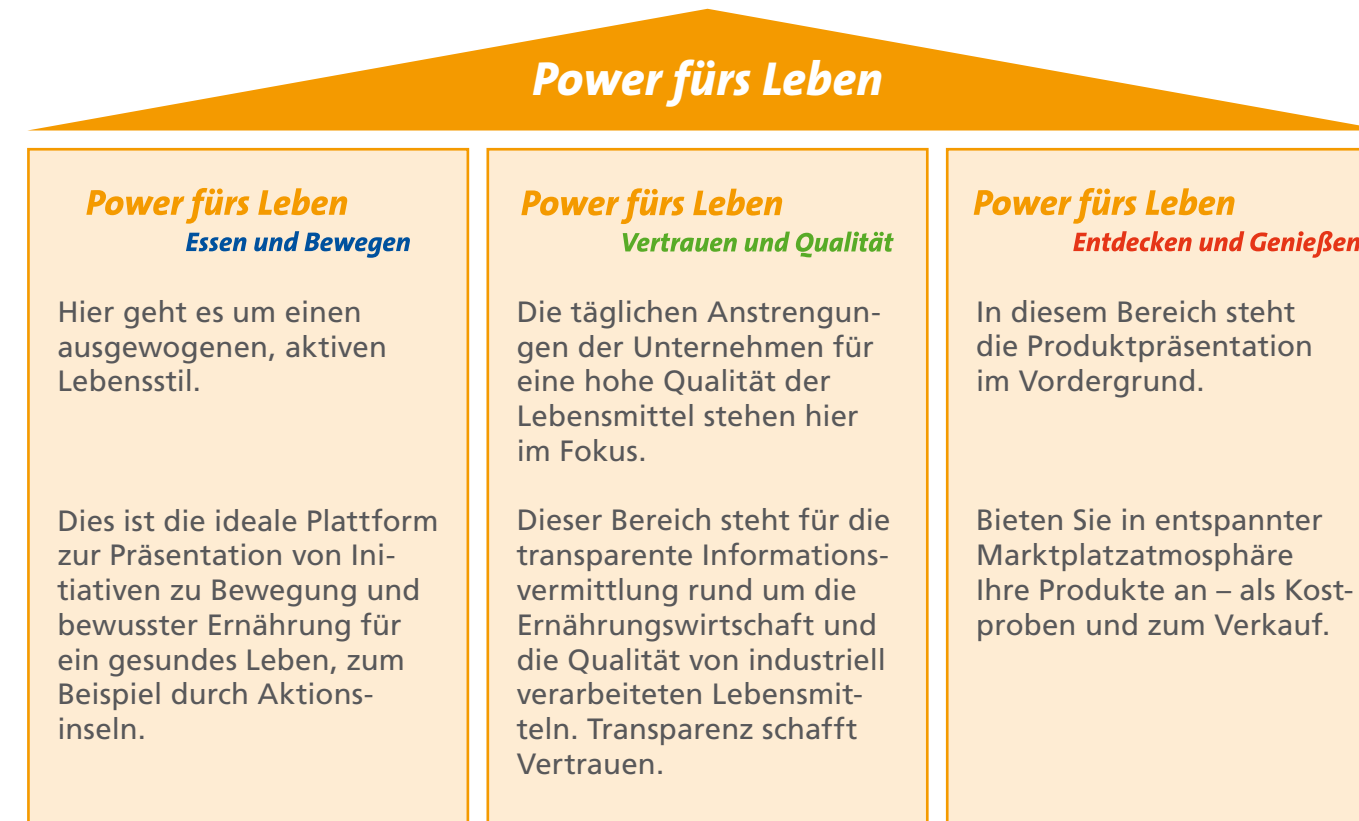 Power fürs Leben
Power fürs Leben
Essen und Bewegen
Hier geht es um einen
ausgewogenen, aktiven
Lebensstil.
Dies ist die ideale Plattform
zur Präsentation von Ini-
tiativen zu Bewegung und
bewusster Ernährung für
ein gesundes Leben, zum
Beispiel durch Aktions-
inseln.
Power fürs Leben
Vertrauen und Qualität
Die täglichen Anstrengun-
gen der Unternehmen für
eine hohe Qualität der
Lebensmittel stehen hier
im Fokus.
Dieser Bereich steht für die
transparente Informations-
vermittlung rund um die
Ernährungswirtschaft und
die Qualität von industriell
verarbeiteten Lebensmit-
teln. Transparenz schafft
Vertrauen.
Power fürs Leben
Entdecken und Genießen
In diesem Bereich steht
die Produktpräsentation
im Vordergrund.
Bieten Sie in entspannter
Marktplatzatmosphäre
Ihre Produkte an – als Kost-
proben und zum Verkauf.